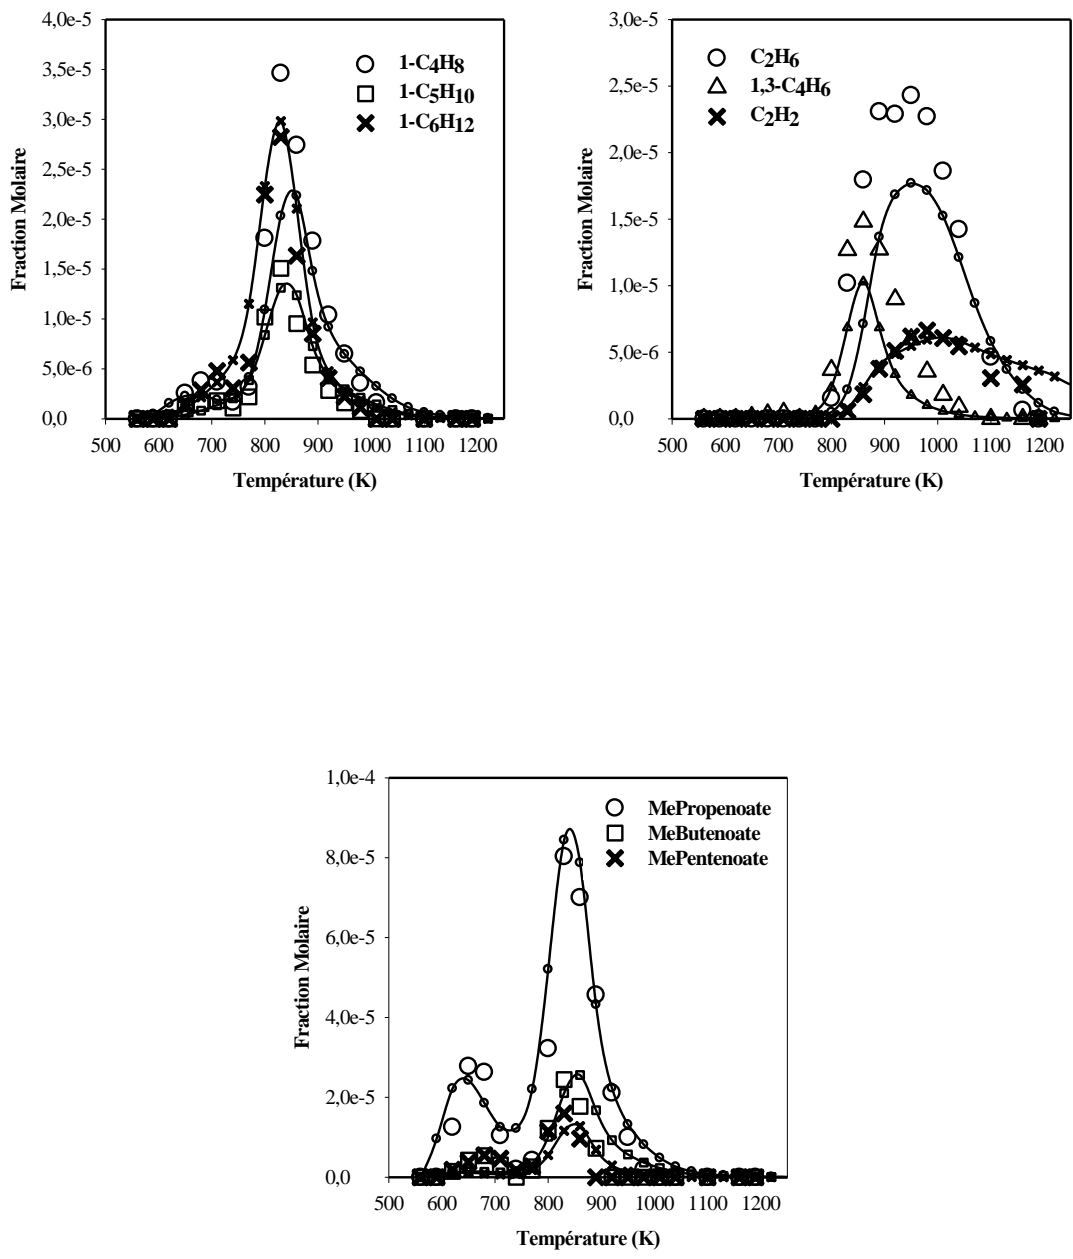 4,0e-5
3,5e-5
3,0e-5
2,5e-5
2,0e-5
1,5e-5
1,0e-5
5,0e-6
0,0
Fraction Molaire
1-C4H8
1-C5H10
1-C6H12
500 600 700 800 900 1000 1100 1200
Température (K)
3,0e-5
2,5e-5
2,0e-5
1,5e-5
1,0e-5
5,0e-6
0,0
Fraction Molaire
C2H6
1,3-C4H6
C2H2
500 600 700 800 900 1000 1100 1200
Température (K)
1,0e-4
8,0e-5
6,0e-5
4,0e-5
2,0e-5
0,0
Fraction Molaire
MePropenoate
MeButenoate
MePentenoate
500 600 700 800 900 1000 1100 1200
Température (K)